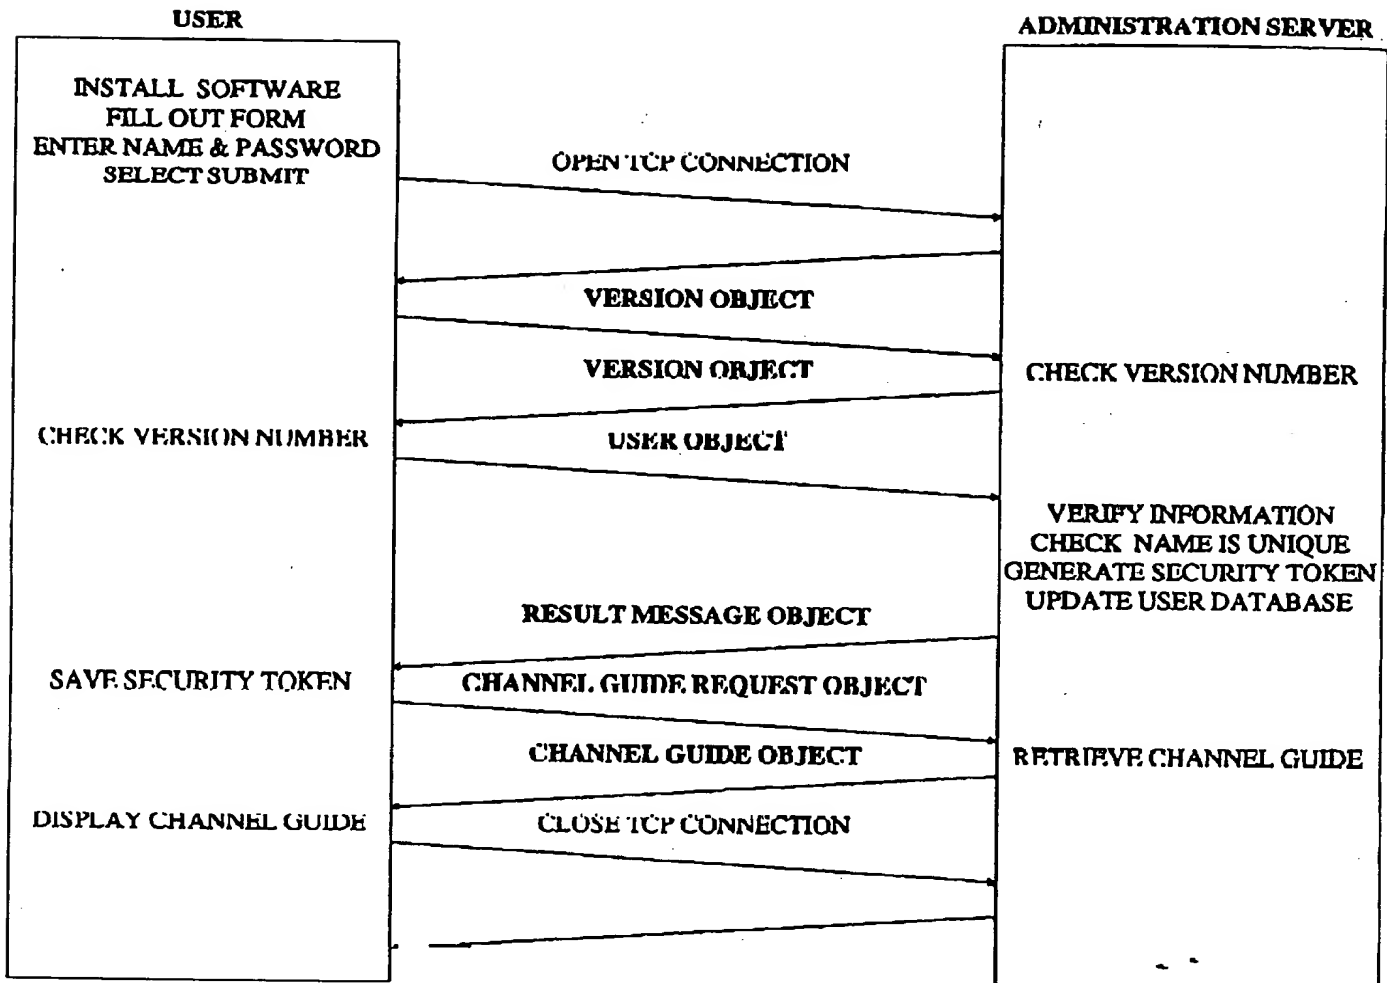 USER
ADMINISTRATION SERVER
INSTALL SOFTWARE
FILL OUT FORM
ENTER NAME & PASSWORD
SELECT SUBMIT
OPEN TCP CONNECTION
VERSION OBJECT
VERSION OBJECT
CHECK VERSION NUMBER
CHECK VERSION NUMBER
USER OBJECT
VERIFY INFORMATION
CHECK NAME IS UNIQUE
GENERATE SECURITY TOKEN
UPDATE USER DATABASE
RESULT MESSAGE OBJECT
SAVE SECURITY TOKEN
CHANNEL GUIDE REQUEST OBJECT
CHANNEL GUIDE OBJECT
RETRIEVE CHANNEL GUIDE
DISPLAY CHANNEL GUIDE
CLOSE TCP CONNECTION